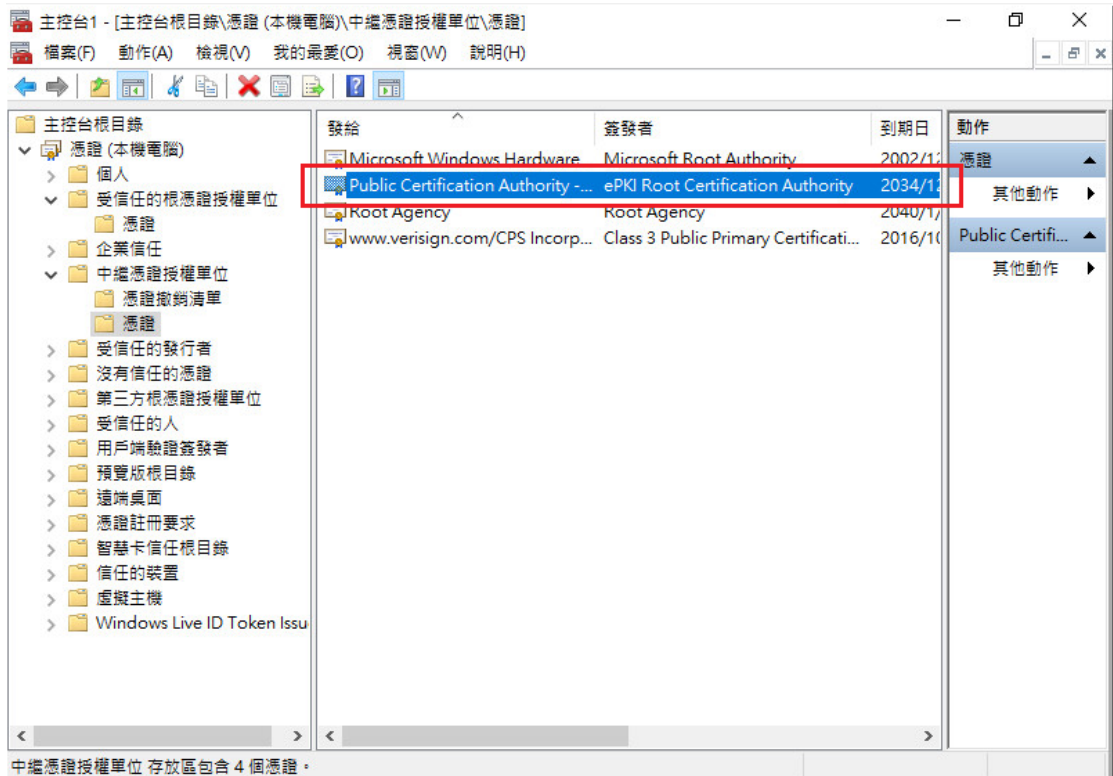 主控台1 - [主控台根目錄\憑證 (本機電腦)\中繼憑證授權單位\憑證]
檔案(F) 動作(A) 檢視(V) 我的最愛(O) 視窗(W) 說明(H)
主控台根目錄
憑證 (本機電腦)
個人
受信任的根憑證授權單位
憑證
企業信任
中繼憑證授權單位
憑證撤銷清單
憑證
受信任的發行者
沒有信任的憑證
第三方根憑證授權單位
受信任的人
用戶端驗證簽發者
預覽版根目錄
遠端桌面
憑證註冊要求
智慧卡信任根目錄
信任的裝置
虛擬主機
Windows Live ID Token Issu
發給 簽發者 到期日
Microsoft Windows Hardware Microsoft Root Authority 2002/12
Public Certification Authority -... ePKI Root Certification Authority 2034/12
Root Agency Root Agency 2040/1/
www.verisign.com/CPS Incorp... Class 3 Public Primary Certificati... 2016/10
動作
憑證
其他動作
Public Certifi...
其他動作
中繼憑證授權單位 存放區包含 4 個憑證。